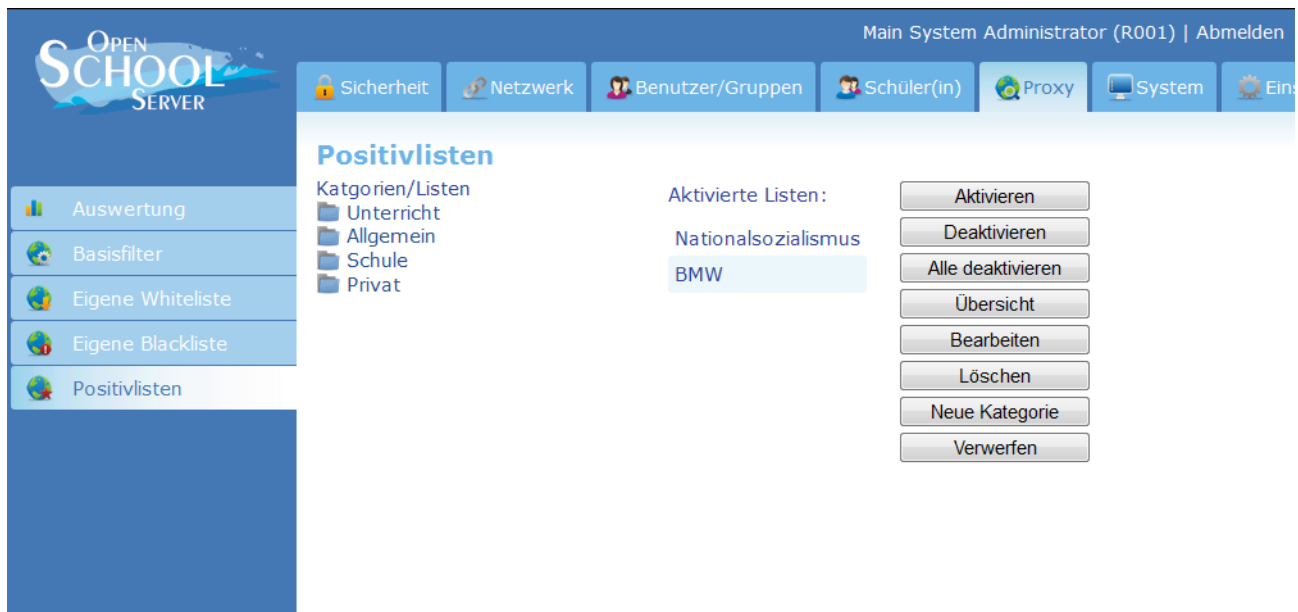 OPEN
SCHOOL
SERVER
Main System Administrator (R001) | Abmelden
Sicherheit
Netzwerk
Benutzer/Gruppen
Schüler(in)
Proxy
System
Eins
Auswertung
Basisfilter
Eigene Whiteliste
Eigene Blackliste
Positivlisten
Positivlisten
Katgorien/Listen
Unterricht
Allgemein
Schule
Privat
Aktivierte Listen:
Nationalsozialismus
BMW
Aktivieren
Deaktivieren
Alle deaktivieren
Übersicht
Bearbeiten
Löschen
Neue Kategorie
Verwerfen